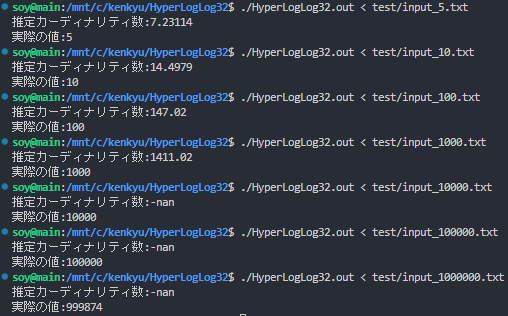 soy@main:/mnt/c/kenkyu/HyperLogLog32$ ./HyperLogLog32.out < test/input_5.txt
推定カーディナリティ数:7.23114
実際の値:5
soy@main:/mnt/c/kenkyu/HyperLogLog32$ ./HyperLogLog32.out < test/input_10.txt
推定カーディナリティ数:14.4979
実際の値:10
soy@main:/mnt/c/kenkyu/HyperLogLog32$ ./HyperLogLog32.out < test/input_100.txt
推定カーディナリティ数:147.02
実際の値:100
soy@main:/mnt/c/kenkyu/HyperLogLog32$ ./HyperLogLog32.out < test/input_1000.txt
推定カーディナリティ数:1411.02
実際の値:1000
soy@main:/mnt/c/kenkyu/HyperLogLog32$ ./HyperLogLog32.out < test/input_10000.txt
推定カーディナリティ数:-nan
実際の値:10000
soy@main:/mnt/c/kenkyu/HyperLogLog32$ ./HyperLogLog32.out < test/input_100000.txt
推定カーディナリティ数:-nan
実際の値:100000
soy@main:/mnt/c/kenkyu/HyperLogLog32$ ./HyperLogLog32.out < test/input_1000000.txt
推定カーディナリティ数:-nan
実際の値:999874